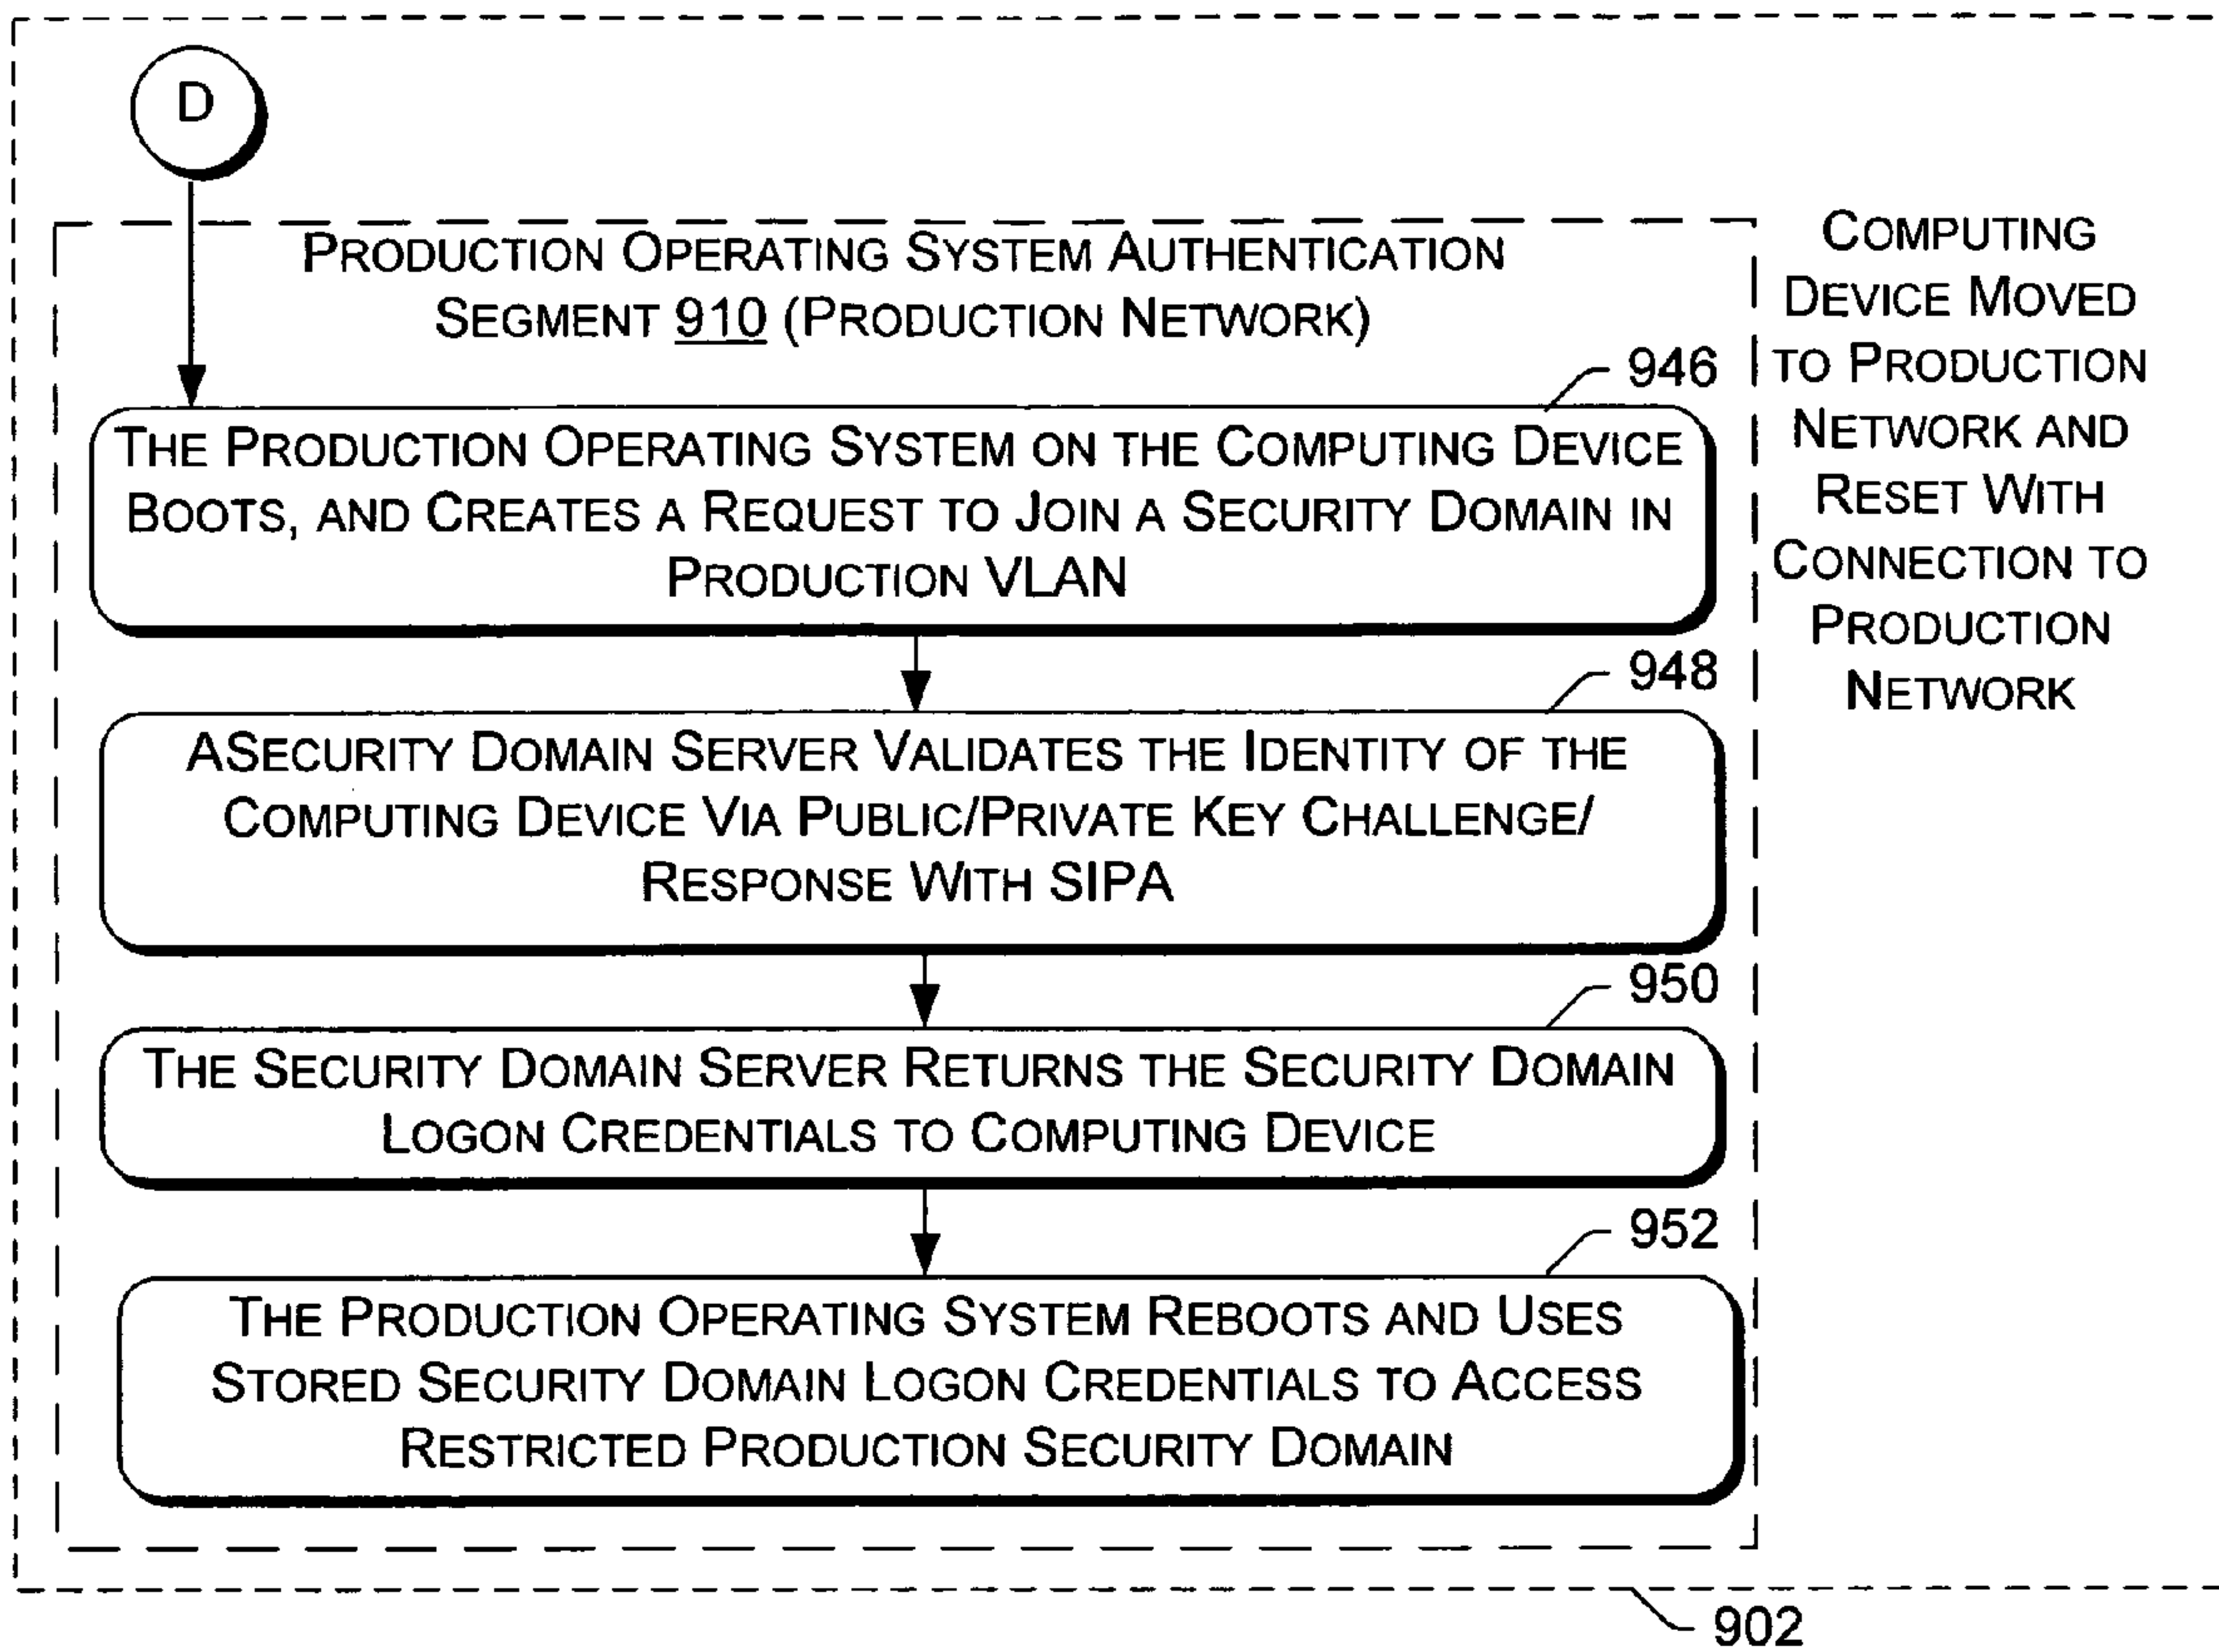 D
PRODUCTION OPERATING SYSTEM AUTHENTICATION
SEGMENT 910 (PRODUCTION NETWORK)
946
THE PRODUCTION OPERATING SYSTEM ON THE COMPUTING DEVICE
BOOTS, AND CREATES A REQUEST TO JOIN A SECURITY DOMAIN IN
PRODUCTION VLAN
948
ASECURITY DOMAIN SERVER VALIDATES THE IDENTITY OF THE
COMPUTING DEVICE VIA PUBLIC/PRIVATE KEY CHALLENGE/
RESPONSE WITH SIPA
950
THE SECURITY DOMAIN SERVER RETURNS THE SECURITY DOMAIN
LOGON CREDENTIALS TO COMPUTING DEVICE
952
THE PRODUCTION OPERATING SYSTEM REBOOTS AND USES
STORED SECURITY DOMAIN LOGON CREDENTIALS TO ACCESS
RESTRICTED PRODUCTION SECURITY DOMAIN
COMPUTING
DEVICE MOVED
TO PRODUCTION
NETWORK AND
RESET WITH
CONNECTION TO
PRODUCTION
NETWORK
902